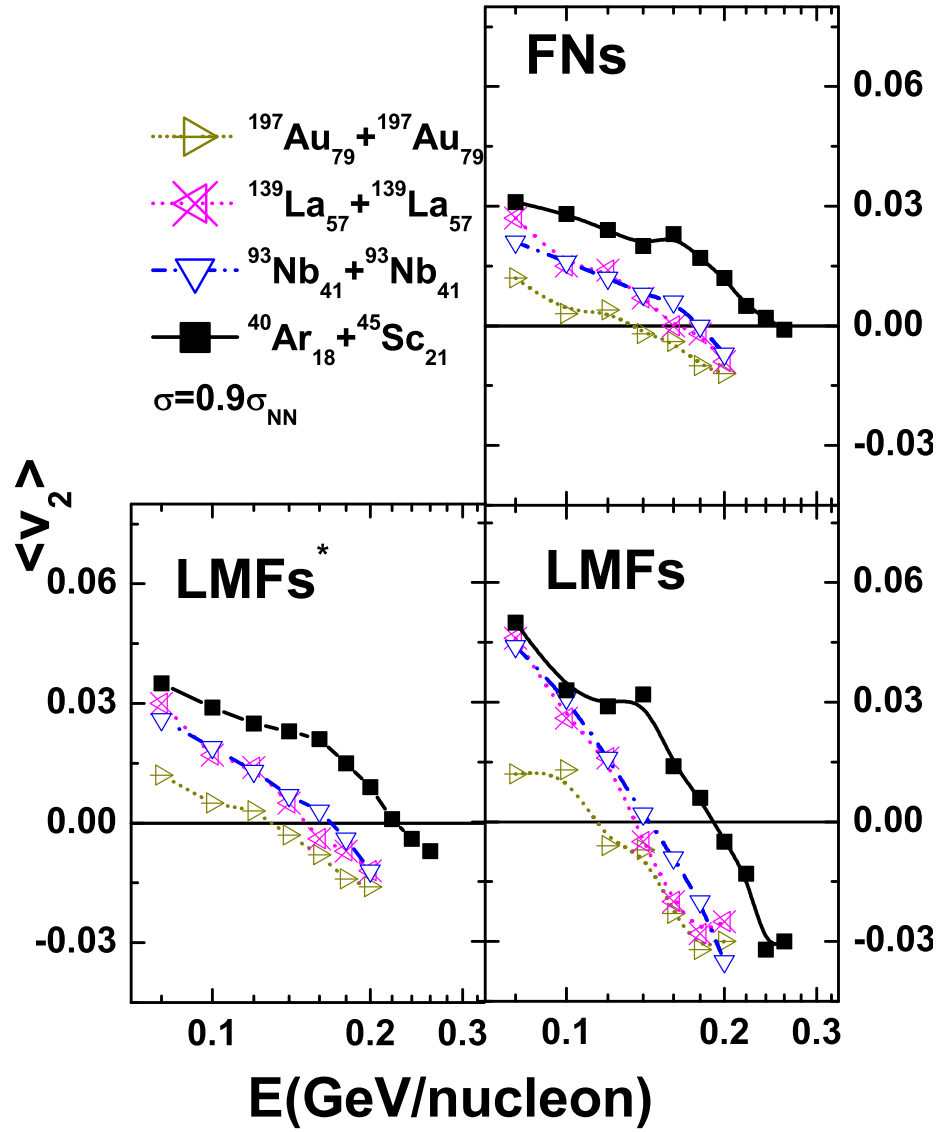 FNs
¹⁹⁷Au₇₉+¹⁹⁷Au₇₉
¹³⁹La₅₇+¹³⁹La₅₇
⁹³Nb₄₁+⁹³Nb₄₁
⁴⁰Ar₁₈+⁴⁵Sc₂₁
σ=0.9σ_NN
0.06
0.03
0.00
-0.03
<v₂>
LMFs*
LMFs
0.06
0.03
0.00
-0.03
0.06
0.03
0.00
-0.03
0.1
0.2
0.3
0.1
0.2
0.3
E(GeV/nucleon)